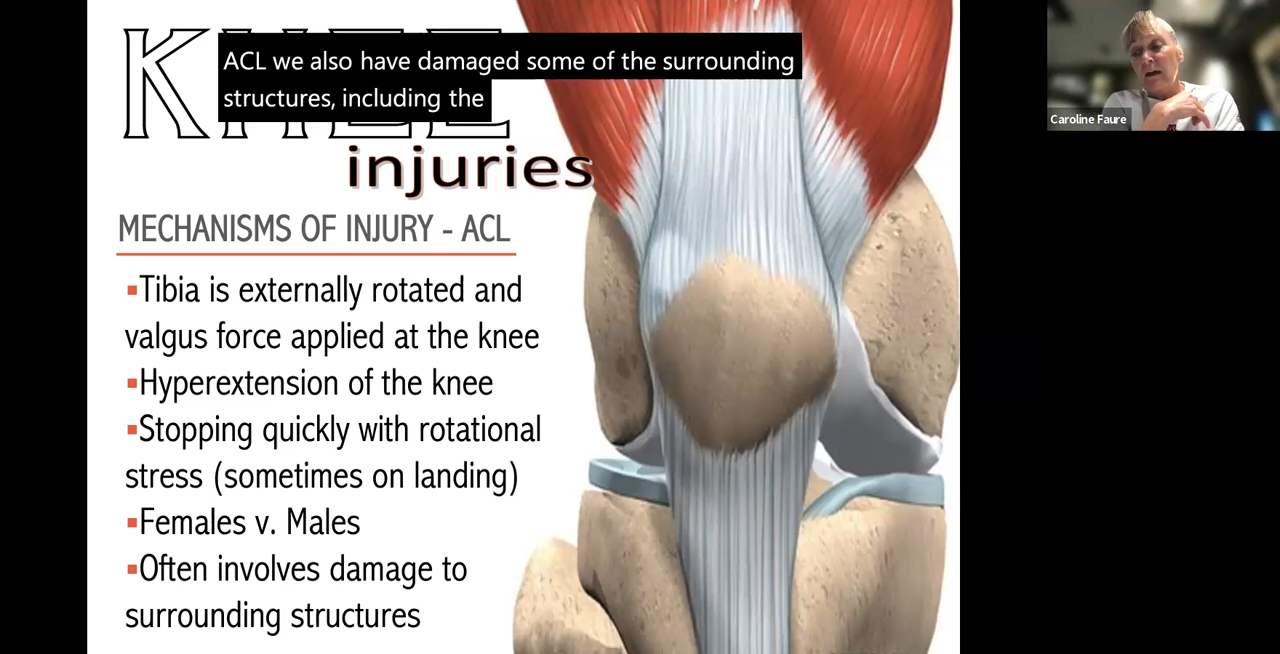 KNEE
ACL we also have damaged some of the surrounding
structures, including the
injuries
Caroline Faure
MECHANISMS OF INJURY - ACL
▪Tibia is externally rotated and
valgus force applied at the knee
▪Hyperextension of the knee
▪Stopping quickly with rotational
stress (sometimes on landing)
▪Females v. Males
▪Often involves damage to
surrounding structures